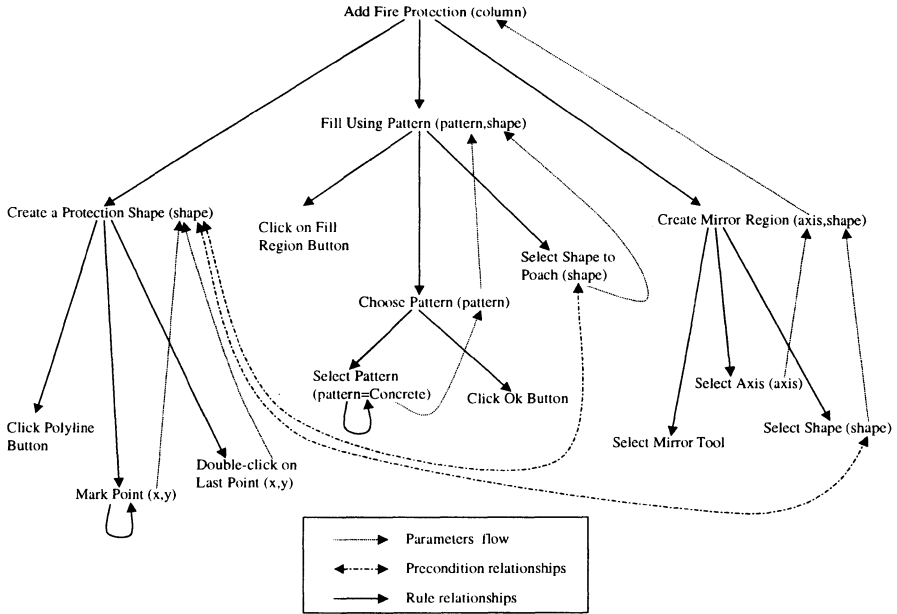 Add Fire Protection (column)
Fill Using Pattern (pattern,shape)
Create a Protection Shape (shape)
Click on Fill
Region Button
Create Mirror Region (axis,shape)
Select Shape to
Poach (shape)
Choose Pattern (pattern)
Select Pattern
(pattern=Concrete)
Click Ok Button
Select Axis (axis)
Click Polyline
Button
Select Mirror Tool
Select Shape (shape)
Double-click on
Last Point (x,y)
Mark Point (x,y)
Parameters flow
Precondition relationships
Rule relationships